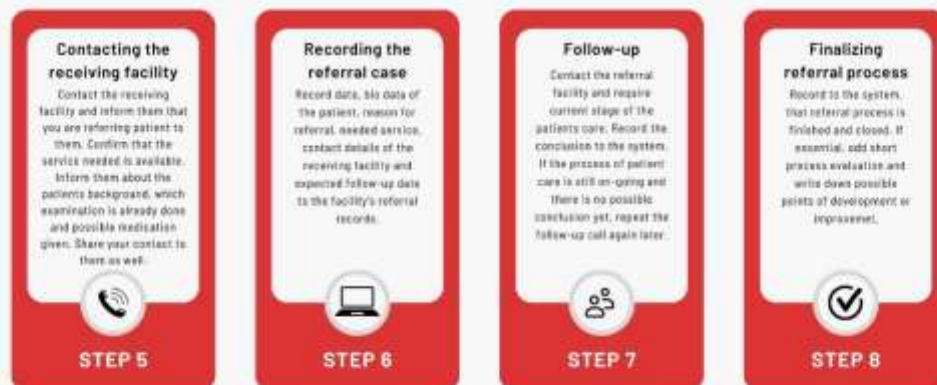 Contacting the
receiving facility
Contact the receiving
facility and inform them that
you are referring patient to
them. Confirm that the
service needed is available.
Inform them about the
patients background, which
examination is already done
and possible medication
given. Share your contact to
them as well.
STEP 5
Recording the
referral case
Record data, bio data of
the patient, reason for
referral, needed service,
contact details of the
receiving facility and
expected follow-up date
to the facility's referral
records.
STEP 6
Follow-up
Contact the referral
facility and require
current stage of the
patients care. Record the
conclusion to the system.
If the process of patient
care is still on-going and
there is no possible
conclusion yet, repeat the
follow-up call again later.
STEP 7
Finalizing
referral process
Record to the system,
that referral process is
finished and closed. If
essential, add short
process evaluation and
write down possible
points of development or
improvemet.
STEP 8